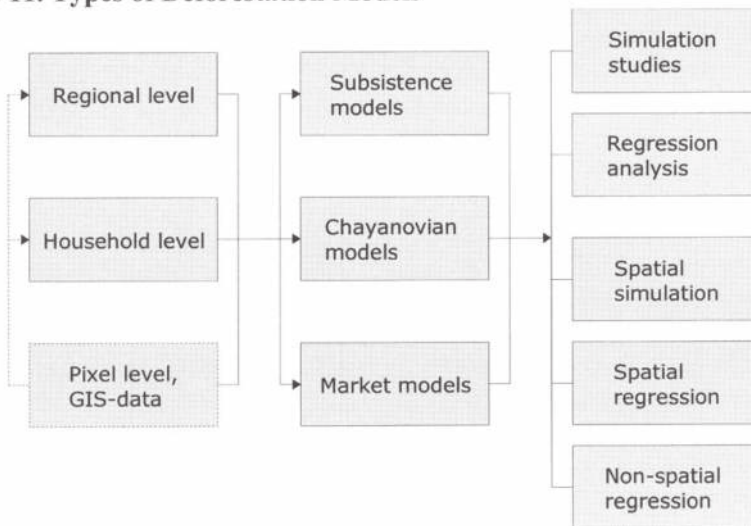 Regional level
Household level
Pixel level,
GIS-data
Subsistence
models
Chayanovian
models
Market models
Simulation
studies
Regression
analysis
Spatial
simulation
Spatial
regression
Non-spatial
regression